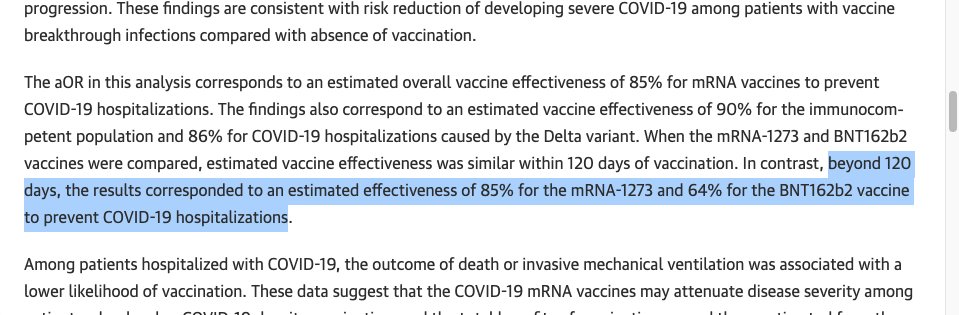 progression. These findings are consistent with risk reduction of developing severe COVID-19 among patients with vaccine
breakthrough infections compared with absence of vaccination.
The aOR in this analysis corresponds to an estimated overall vaccine effectiveness of 85% for mRNA vaccines to prevent
COVID-19 hospitalizations. The findings also correspond to an estimated vaccine effectiveness of 90% for the immunocom-
petent population and 86% for COVID-19 hospitalizations caused by the Delta variant. When the mRNA-1273 and BNT162b2
vaccines were compared, estimated vaccine effectiveness was similar within 120 days of vaccination. In contrast, beyond 120
days, the results corresponded to an estimated effectiveness of 85% for the mRNA-1273 and 64% for the BNT162b2 vaccine
to prevent COVID-19 hospitalizations.
Among patients hospitalized with COVID-19, the outcome of death or invasive mechanical ventilation was associated with a
lower likelihood of vaccination. These data suggest that the COVID-19 mRNA vaccines may attenuate disease severity among